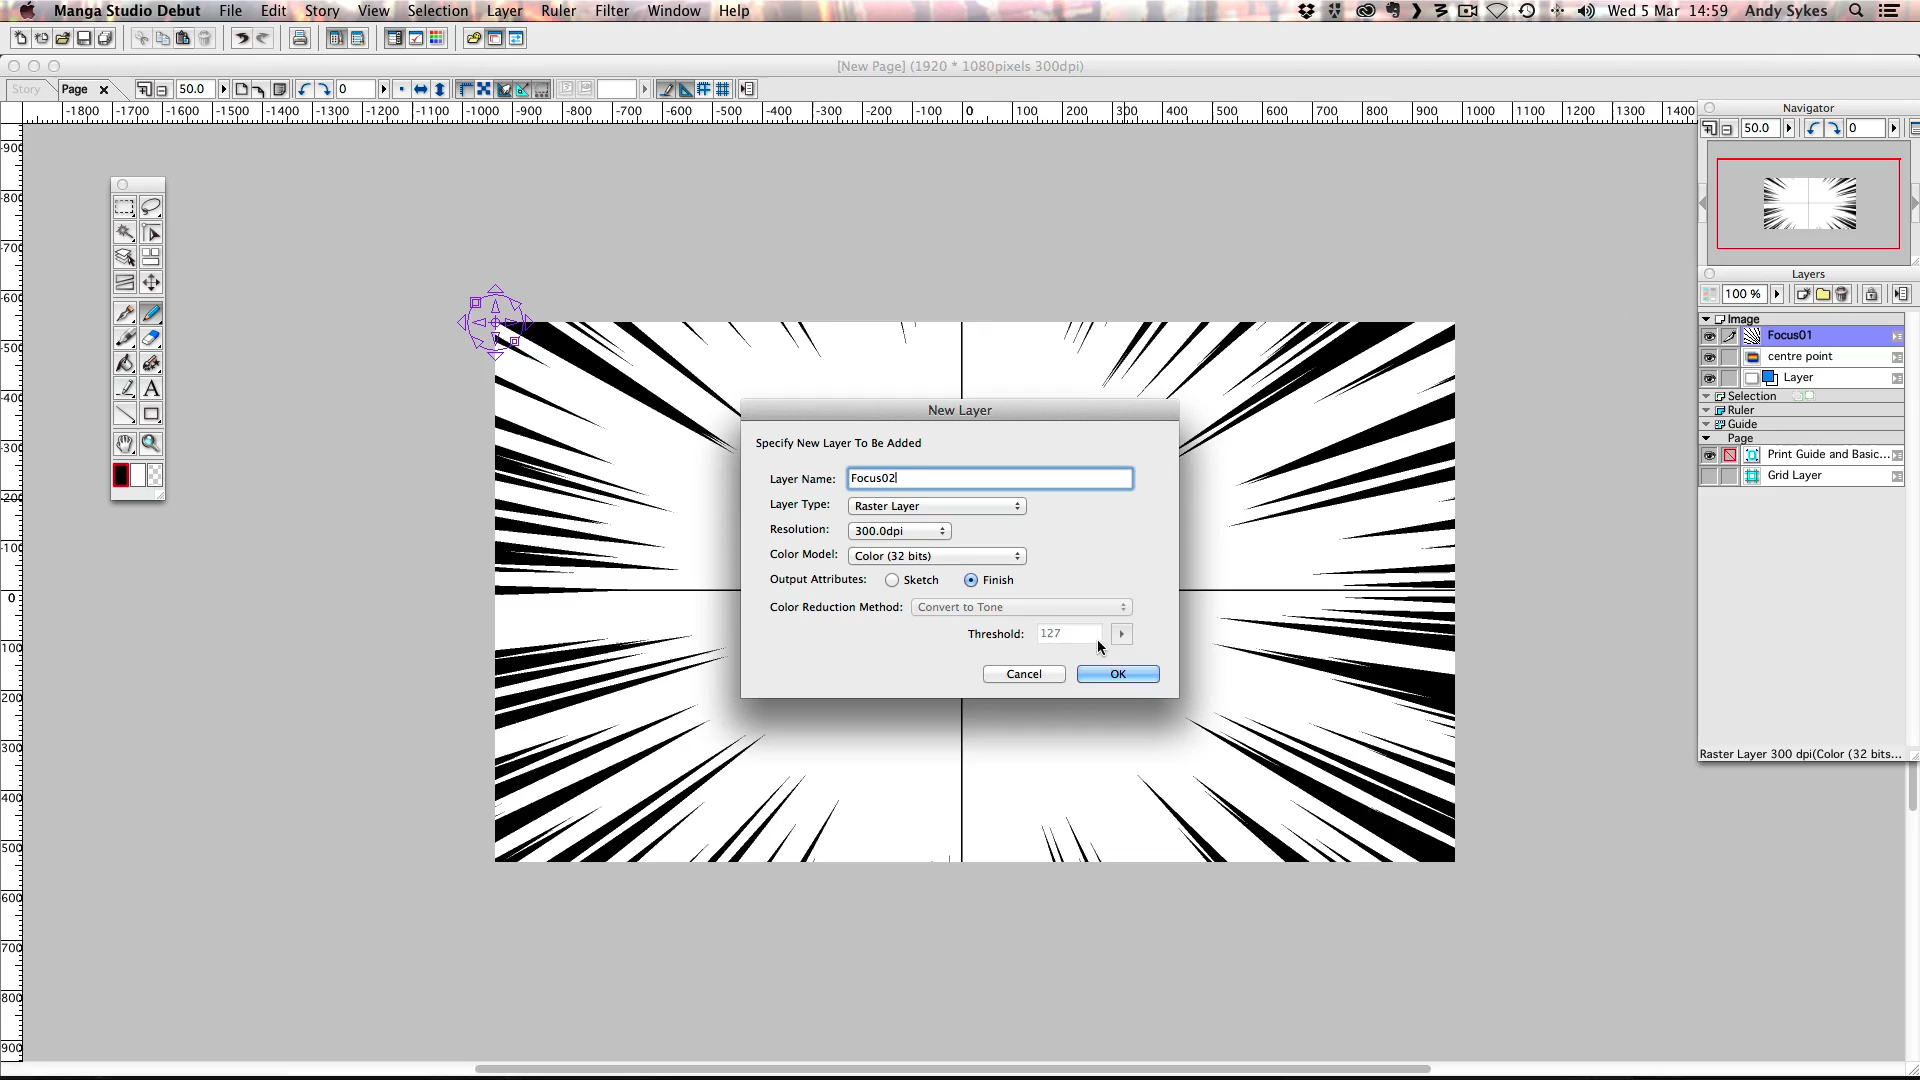 Manga Studio Debut File Edit Story View Selection Layer Ruler Filter Window Help Wed 5 Mar 14:59 Andy Sykes
[New Page] (1920 * 1080pixels 300dpi)
Story Page 50.0 0
-1800 -1700 -1600 -1500 -1400 -1300 -1200 -1100 -1000 -900 -800 -700 -600 -500 -400 -300 -200 -100 0 100 200 300 400 500 600 700 800 900 1000 1100 1200 1300 1400
-900
-800
-700
-600
-500
-400
-300
-200
-100
0
100
200
300
400
500
600
700
800
900
A
New Layer
Specify New Layer To Be Added
Layer Name: Focus02
Layer Type: Raster Layer
Resolution: 300.0dpi
Color Model: Color (32 bits)
Output Attributes: Sketch Finish
Color Reduction Method: Convert to Tone
Threshold: 127
Cancel OK
Navigator
50.0 0
Layers
100 %
Image
Focus01
centre point
Layer
Selection
Ruler
Guide
Page
Print Guide and Basic...
Grid Layer
Raster Layer 300 dpi(Color (32 bits...